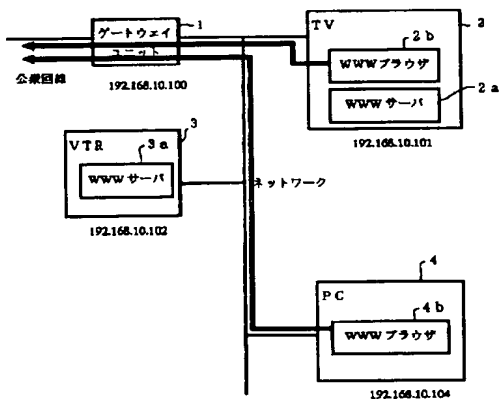 ゲートウェイ
ユニット
1
公衆回線
192.168.10.100
TV
2
2b
WWWブラウザ
2a
WWWサーバ
192.168.10.101
VTR
3
3a
WWWサーバ
192.168.10.102
ネットワーク
4
PC
4b
WWWブラウザ
192.168.10.104